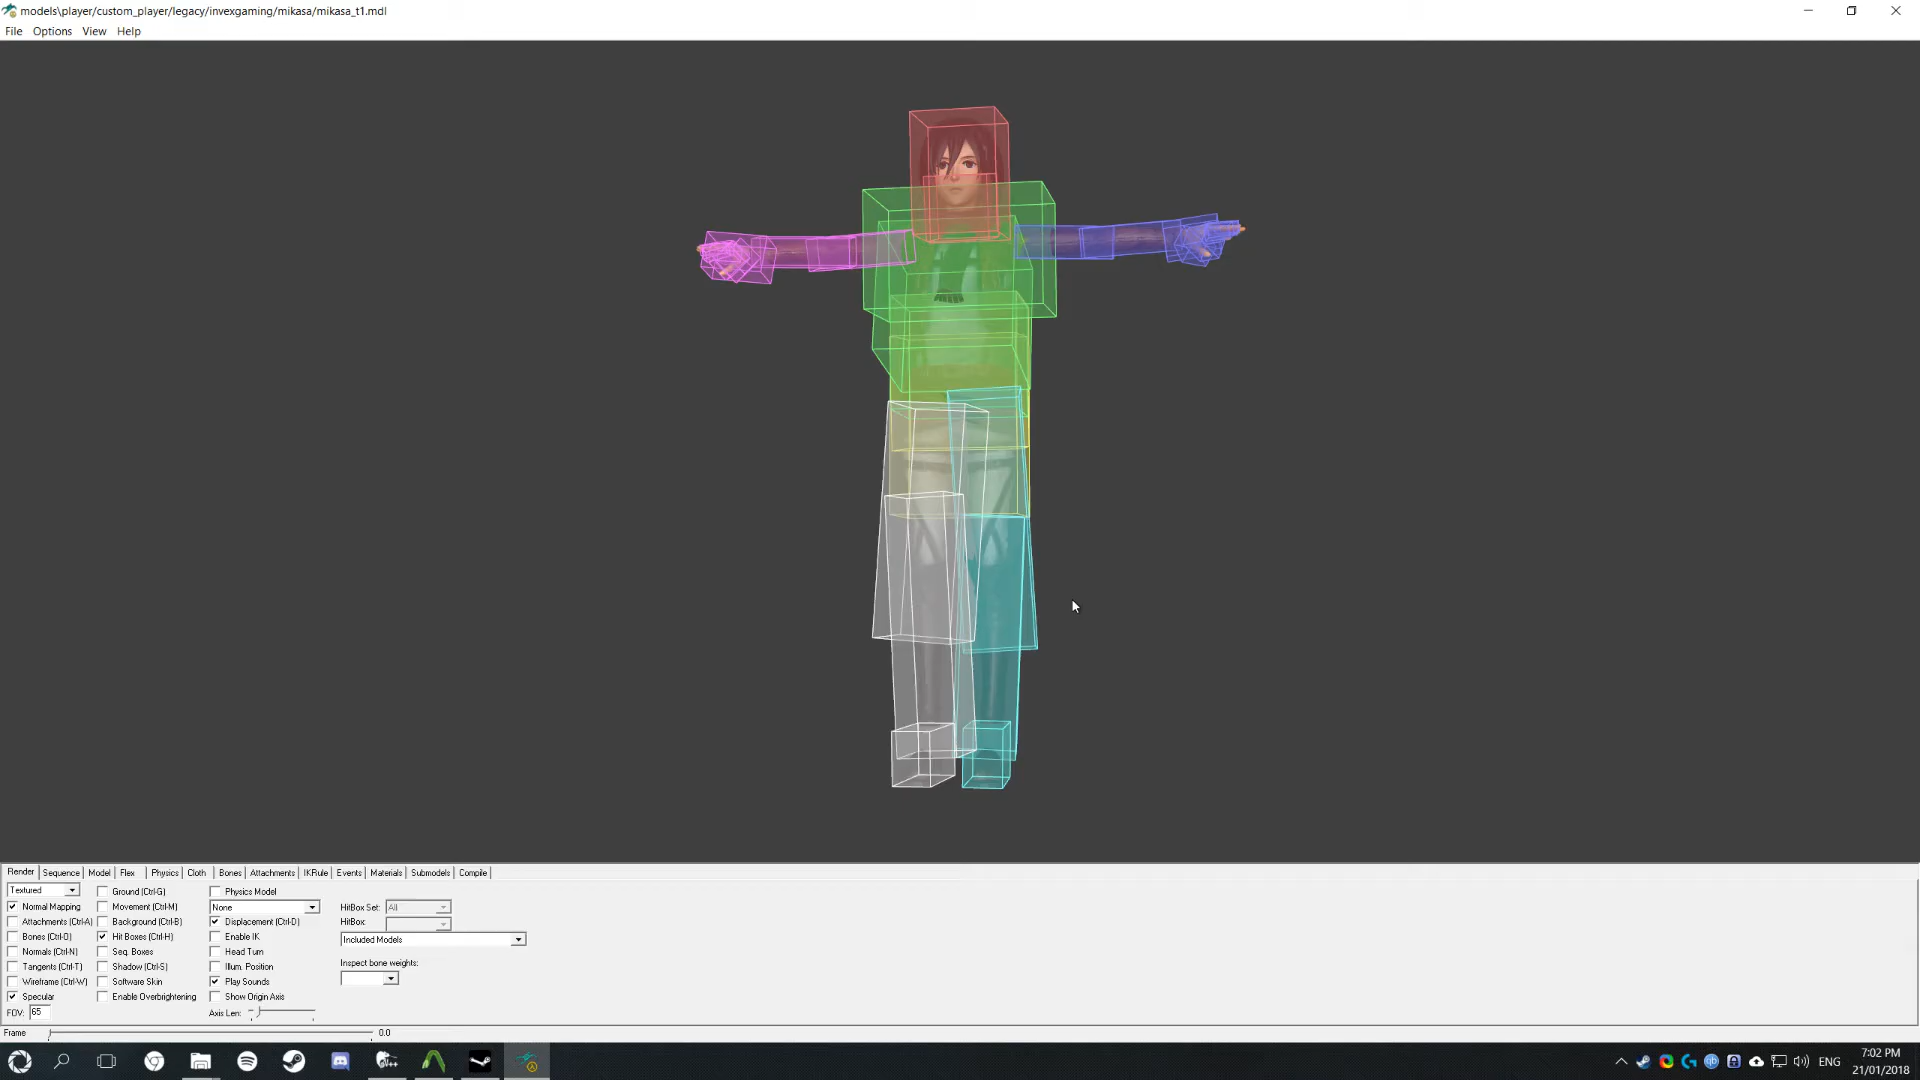 models\player/custom_player/legacy/invexgaming/mikasa/mikasa_t1.mdl
File Options View Help
Render Sequence Model Flex Physics Cloth Bones Attachments IKRule Events Materials Submodels Compile
Textured Ground (Ctrl-G) Physics Model
Normal Mapping Movement (Ctrl-M) None HitBox Set: All
Attachments (Ctrl-A) Background (Ctrl-B) Displacement (Ctrl-D) HitBox:
Bones (Ctrl-O) Hit Boxes (Ctrl-H) Enable IK Included Models
Normals (Ctrl-N) Seq. Boxes Head Turn
Tangents (Ctrl-T) Shadow (Ctrl-S) Illum. Position Inspect bone weights:
Wireframe (Ctrl-W) Software Skin Play Sounds
Specular Enable Overbrightening Show Origin Axis
FOV: 65 Axis Len:
Frame 0.0
ENG 7:02 PM
21/01/2018